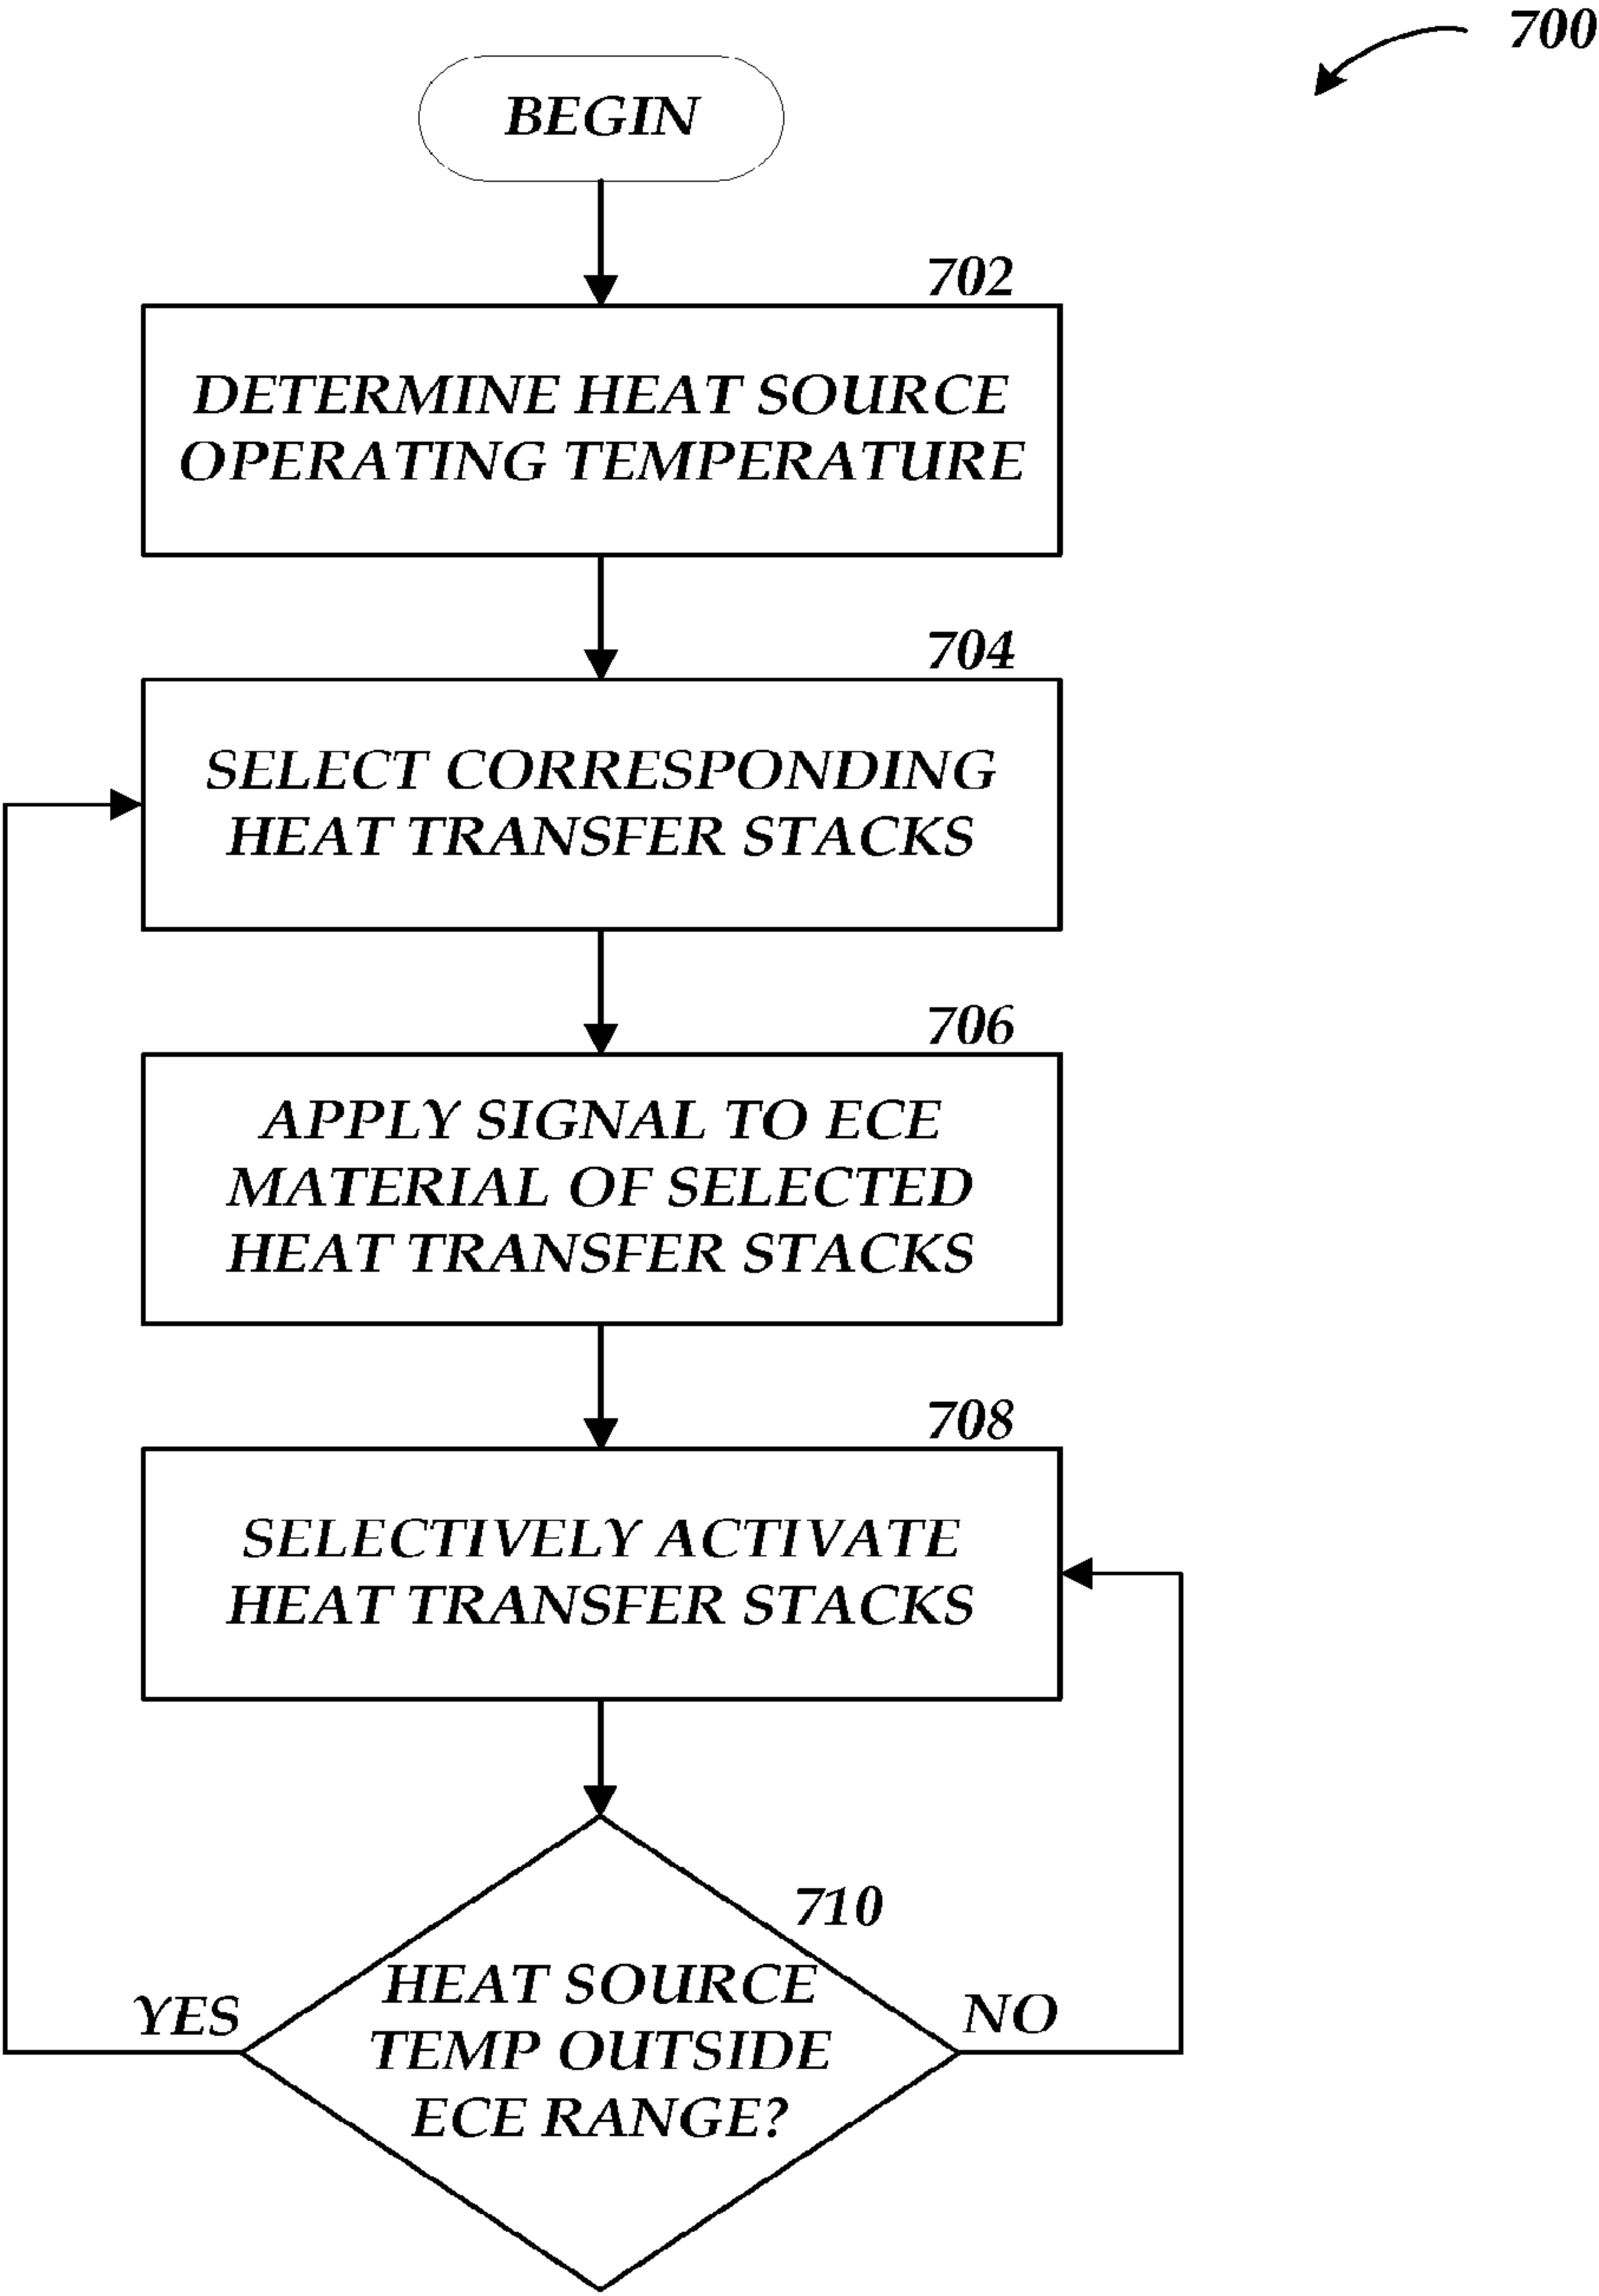 700
BEGIN
702
DETERMINE HEAT SOURCE
OPERATING TEMPERATURE
704
SELECT CORRESPONDING
HEAT TRANSFER STACKS
706
APPLY SIGNAL TO ECE
MATERIAL OF SELECTED
HEAT TRANSFER STACKS
708
SELECTIVELY ACTIVATE
HEAT TRANSFER STACKS
710
HEAT SOURCE
TEMP OUTSIDE
ECE RANGE?
YES
NO